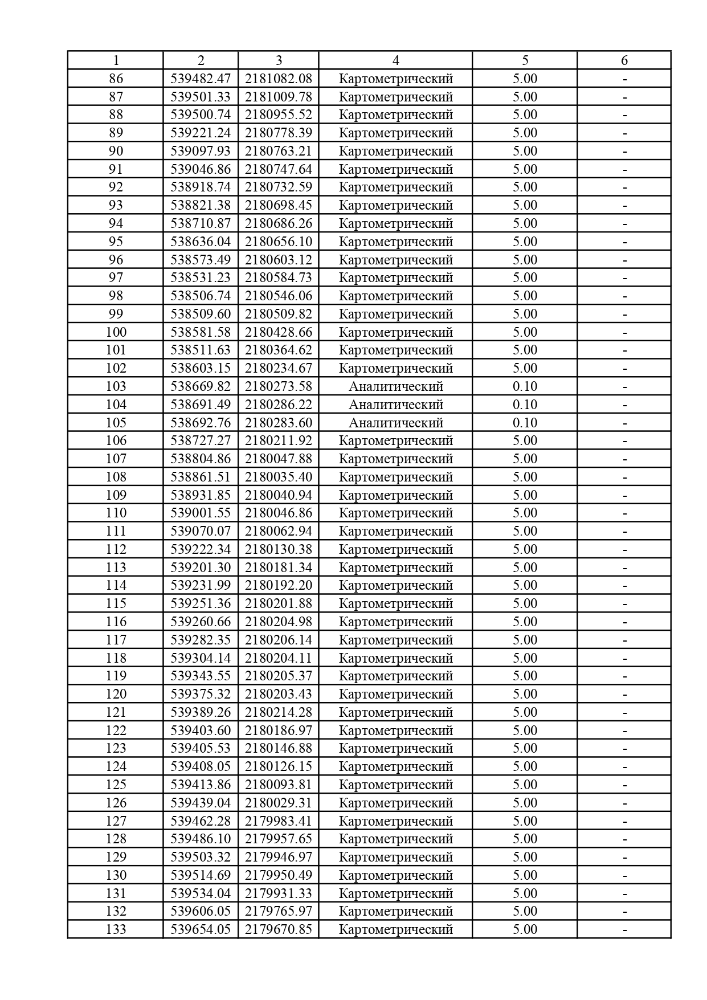 1 2 3 4 5 6
86 539482.47 2181082.08 Картометрический 5.00 -
87 539501.33 2181009.78 Картометрический 5.00 -
88 539500.74 2180955.52 Картометрический 5.00 -
89 539221.24 2180778.39 Картометрический 5.00 -
90 539097.93 2180763.21 Картометрический 5.00 -
91 539046.86 2180747.64 Картометрический 5.00 -
92 538918.74 2180732.59 Картометрический 5.00 -
93 538821.38 2180698.45 Картометрический 5.00 -
94 538710.87 2180686.26 Картометрический 5.00 -
95 538636.04 2180656.10 Картометрический 5.00 -
96 538573.49 2180603.12 Картометрический 5.00 -
97 538531.23 2180584.73 Картометрический 5.00 -
98 538506.74 2180546.06 Картометрический 5.00 -
99 538509.60 2180509.82 Картометрический 5.00 -
100 538581.58 2180428.66 Картометрический 5.00 -
101 538511.63 2180364.62 Картометрический 5.00 -
102 538603.15 2180234.67 Картометрический 5.00 -
103 538669.82 2180273.58 Аналитический 0.10 -
104 538691.49 2180286.22 Аналитический 0.10 -
105 538692.76 2180283.60 Аналитический 0.10 -
106 538727.27 2180211.92 Картометрический 5.00 -
107 538804.86 2180047.88 Картометрический 5.00 -
108 538861.51 2180035.40 Картометрический 5.00 -
109 538931.85 2180040.94 Картометрический 5.00 -
110 539001.55 2180046.86 Картометрический 5.00 -
111 539070.07 2180062.94 Картометрический 5.00 -
112 539222.34 2180130.38 Картометрический 5.00 -
113 539201.30 2180181.34 Картометрический 5.00 -
114 539231.99 2180192.20 Картометрический 5.00 -
115 539251.36 2180201.88 Картометрический 5.00 -
116 539260.66 2180204.98 Картометрический 5.00 -
117 539282.35 2180206.14 Картометрический 5.00 -
118 539304.14 2180204.11 Картометрический 5.00 -
119 539343.55 2180205.37 Картометрический 5.00 -
120 539375.32 2180203.43 Картометрический 5.00 -
121 539389.26 2180214.28 Картометрический 5.00 -
122 539403.60 2180186.97 Картометрический 5.00 -
123 539405.53 2180146.88 Картометрический 5.00 -
124 539408.05 2180126.15 Картометрический 5.00 -
125 539413.86 2180093.81 Картометрический 5.00 -
126 539439.04 2180029.31 Картометрический 5.00 -
127 539462.28 2179983.41 Картометрический 5.00 -
128 539486.10 2179957.65 Картометрический 5.00 -
129 539503.32 2179946.97 Картометрический 5.00 -
130 539514.69 2179950.49 Картометрический 5.00 -
131 539534.04 2179931.33 Картометрический 5.00 -
132 539606.05 2179765.97 Картометрический 5.00 -
133 539654.05 2179670.85 Картометрический 5.00 -